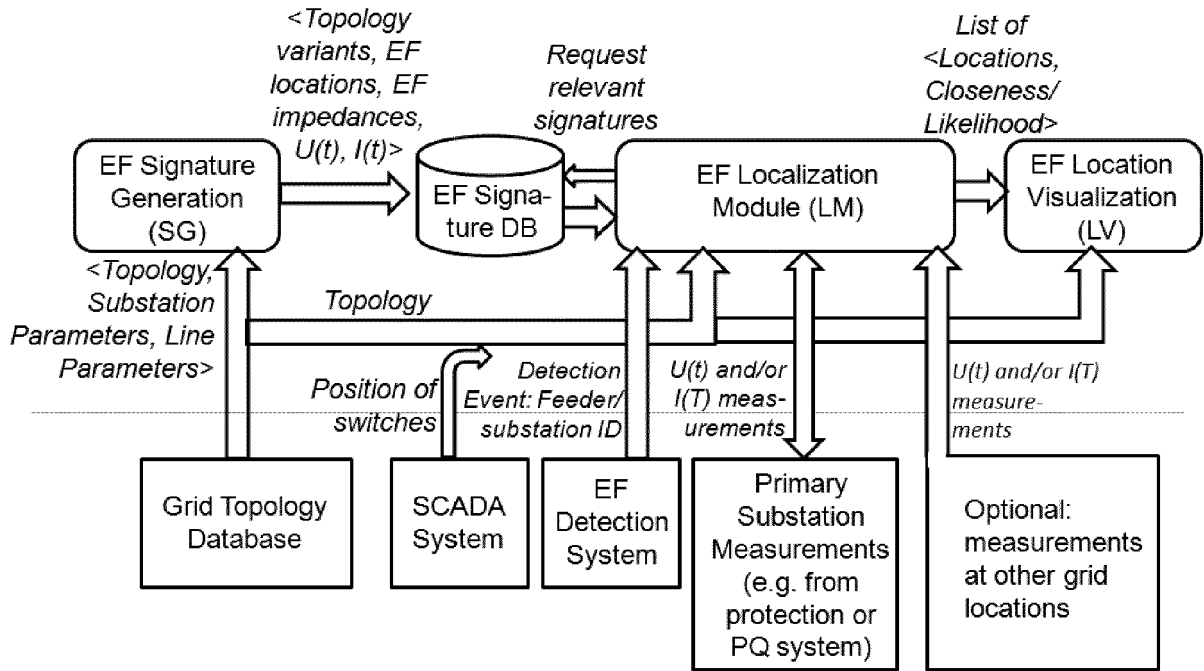 <Topology
variants, EF
locations, EF
impedances,
U(t), I(t)>
Request
relevant
signatures
List of
<Locations,
Closeness/
Likelihood>
EF Signature
Generation
(SG)
EF Signa-
ture DB
EF Localization
Module (LM)
EF Location
Visualization
(LV)
<Topology,
Substation
Parameters, Line
Parameters>
Topology
Position of
switches
Detection
Event: Feeder/
substation ID
U(t) and/or
I(T) meas-
urements
U(t) and/or I(T)
measure-
ments
Grid Topology
Database
SCADA
System
EF
Detection
System
Primary
Substation
Measurements
(e.g. from
protection or
PQ system)
Optional:
measurements
at other grid
locations